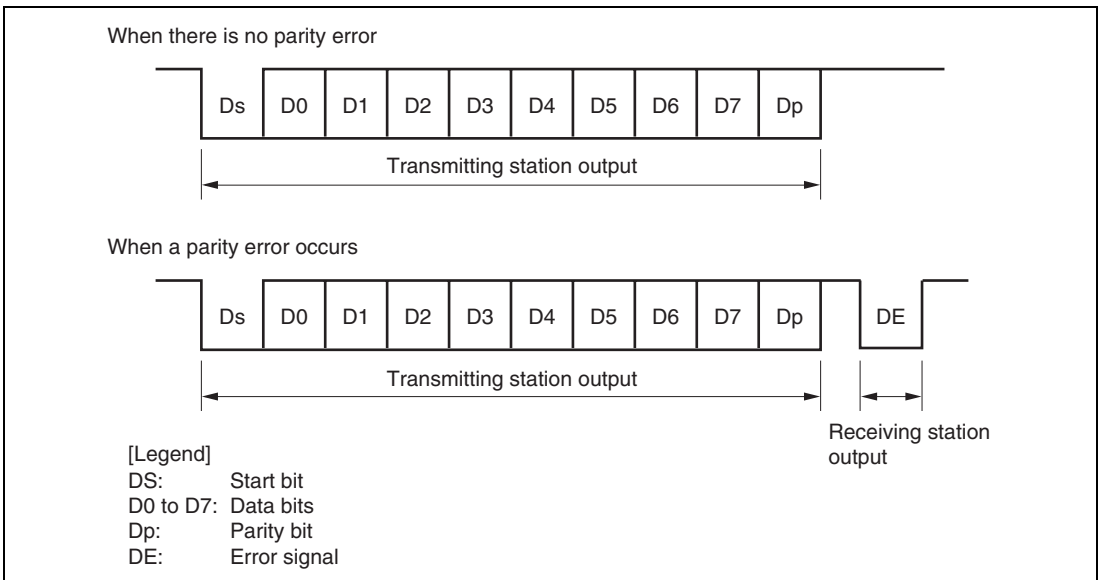 When there is no parity error
Ds D0 D1 D2 D3 D4 D5 D6 D7 Dp
Transmitting station output
When a parity error occurs
Ds D0 D1 D2 D3 D4 D5 D6 D7 Dp DE
Transmitting station output
Receiving station
output
[Legend]
DS: Start bit
D0 to D7: Data bits
Dp: Parity bit
DE: Error signal